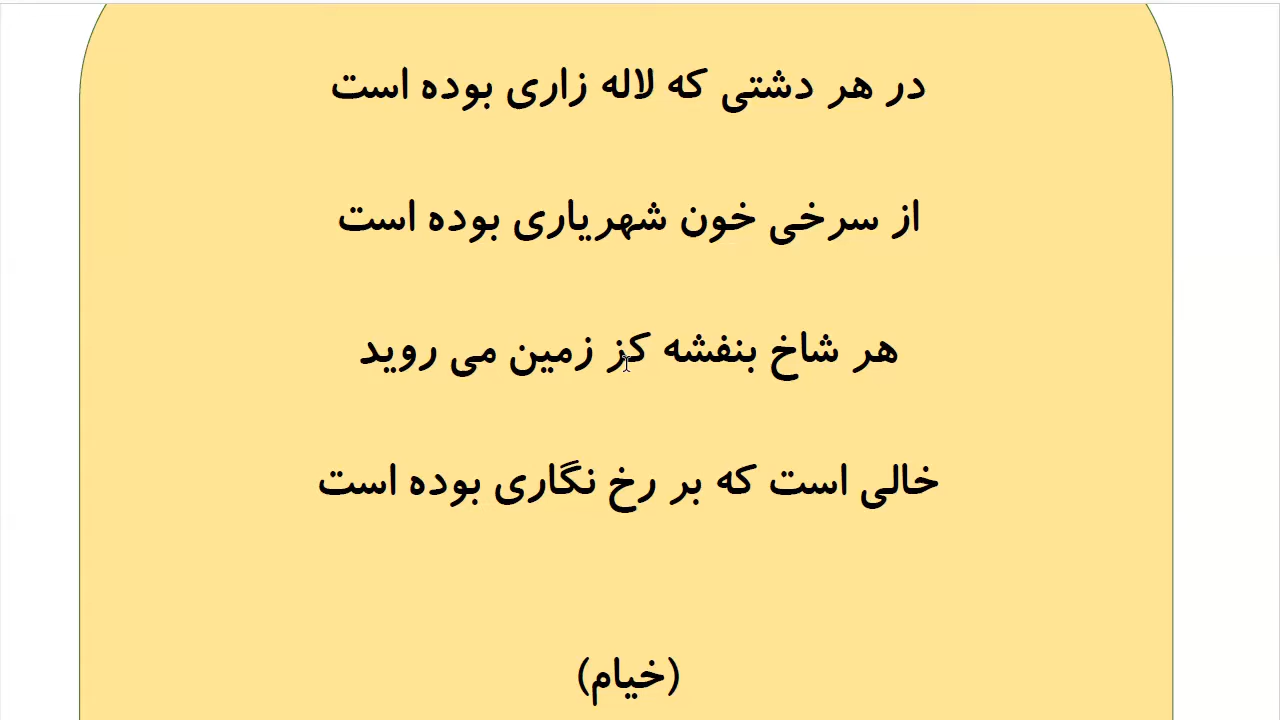 در هر دشتی که لاله زاری بوده است
از سرخی خون شهریاری بوده است
هر شاخ بنفشه کز زمین می روید
خالی است که بر رخ نگاری بوده است
(خیام)